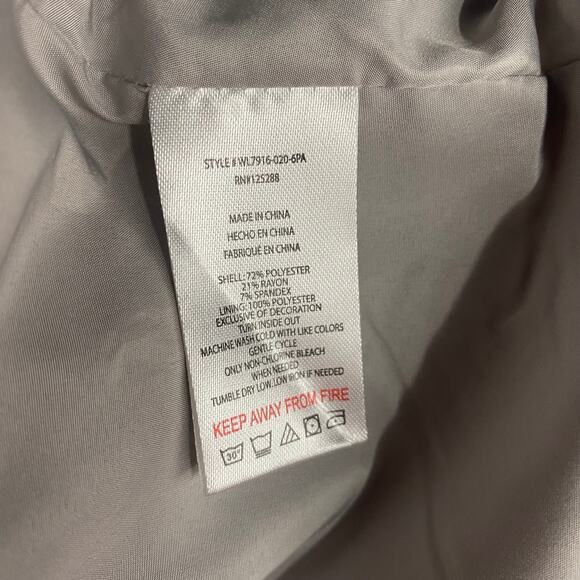 STYLE # WL7916-020-6PA
RN#125288
MADE IN CHINA
HECHO EN CHINA
FABRIQUÉ EN CHINA
SHELL: 72% POLYESTER
21% RAYON
7% SPANDEX
LINING: 100% POLYESTER
EXCLUSIVE OF DECORATION
TURN INSIDE OUT
MACHINE WASH COLD WITH LIKE COLORS
GENTLE CYCLE
ONLY NON-CHLORINE BLEACH
WHEN NEEDED
TUMBLE DRY LOW..LOW IRON IF NEEDED
KEEP AWAY FROM FIRE
30°